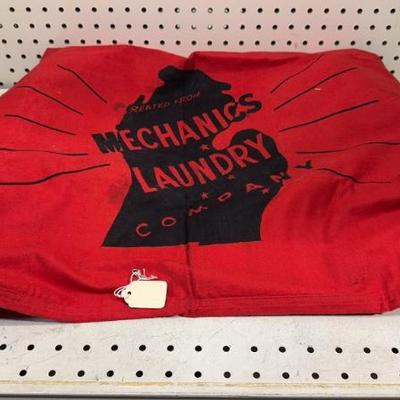 RENTED FROM
MECHANICS
LAUNDRY
COMPANY